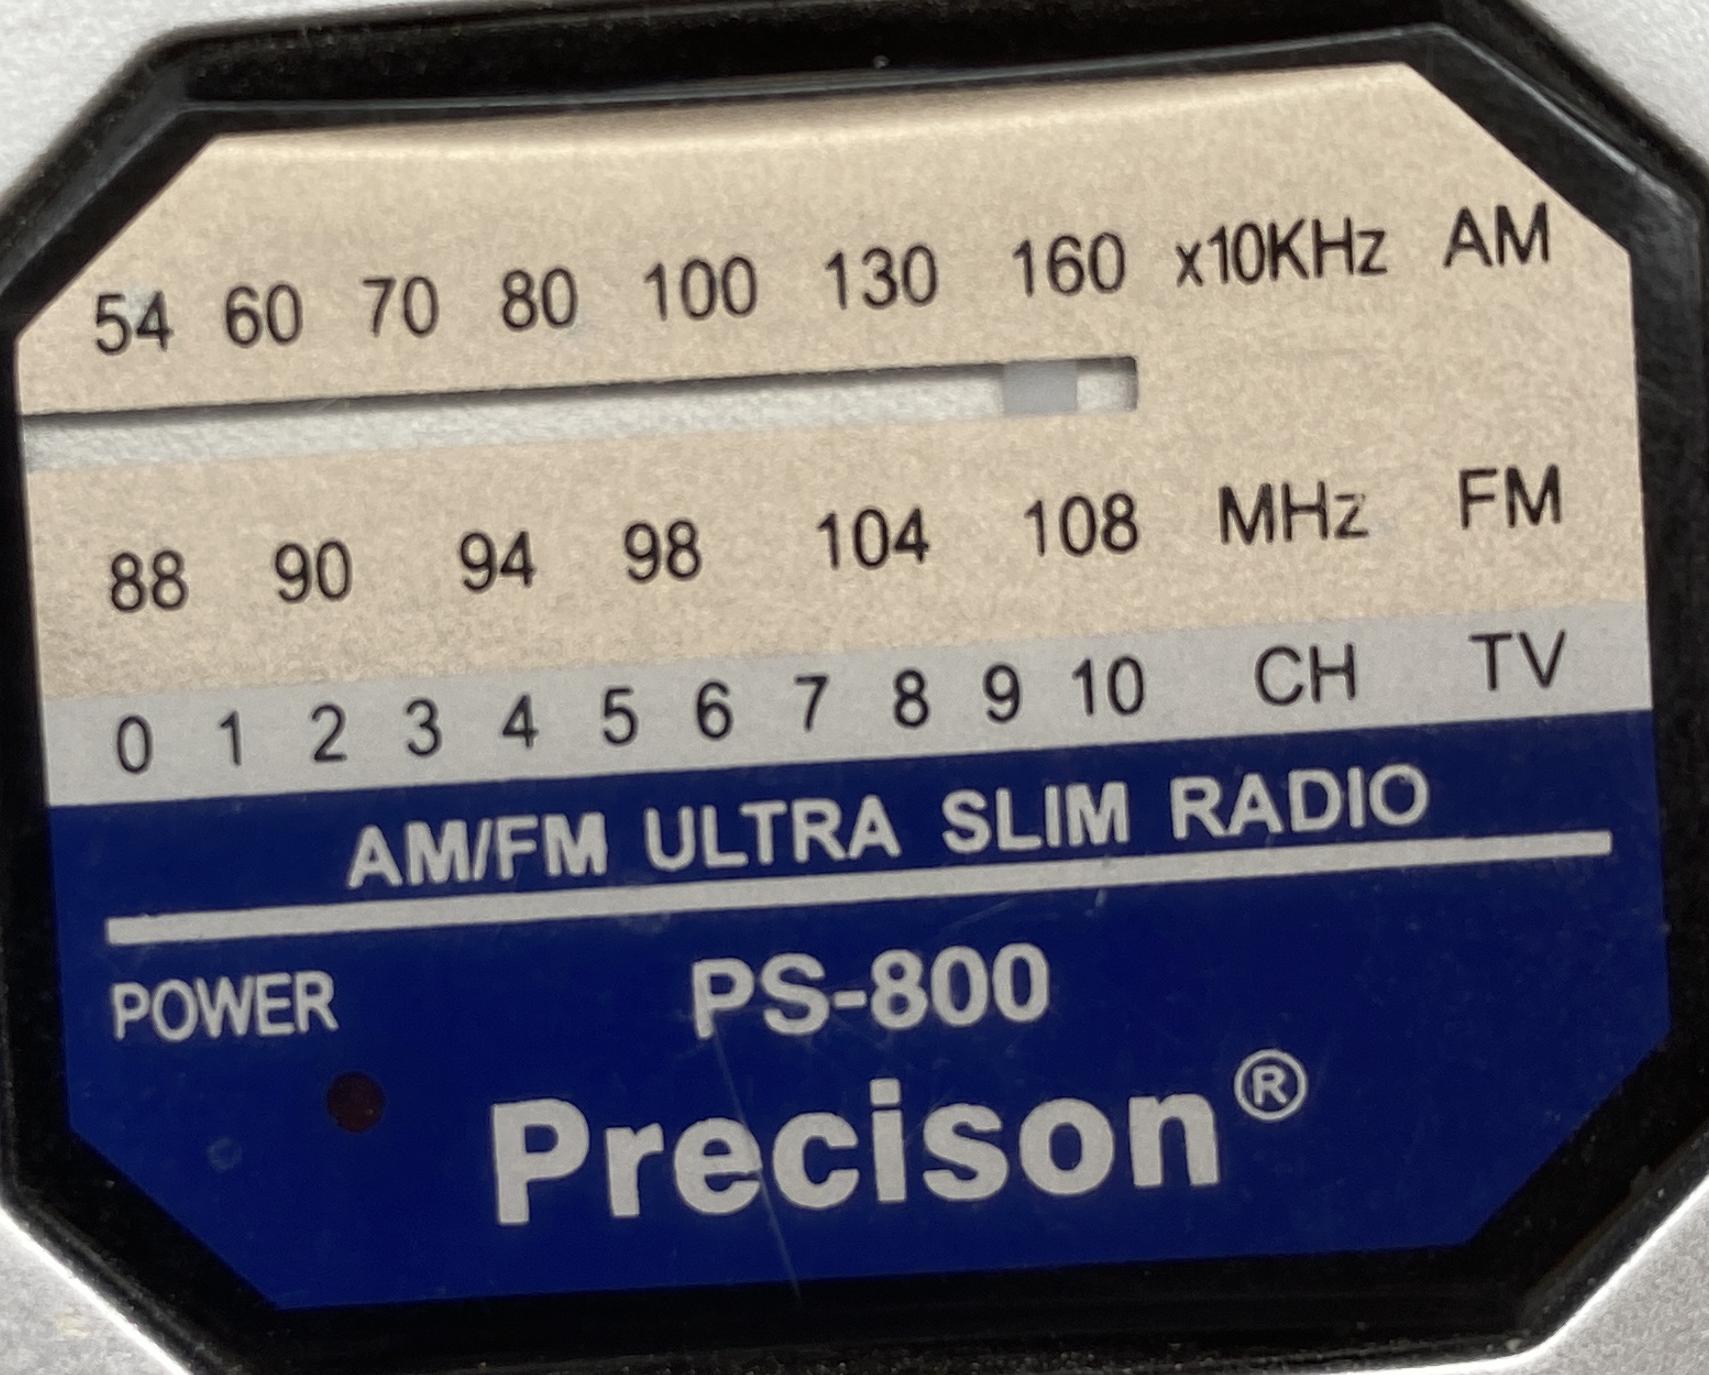 54 60 70 80 100 130 160 x10KHz AM
88 90 94 98 104 108 MHz FM
0 1 2 3 4 5 6 7 8 9 10 CH TV
AM/FM ULTRA SLIM RADIO
POWER PS-800
Precison®